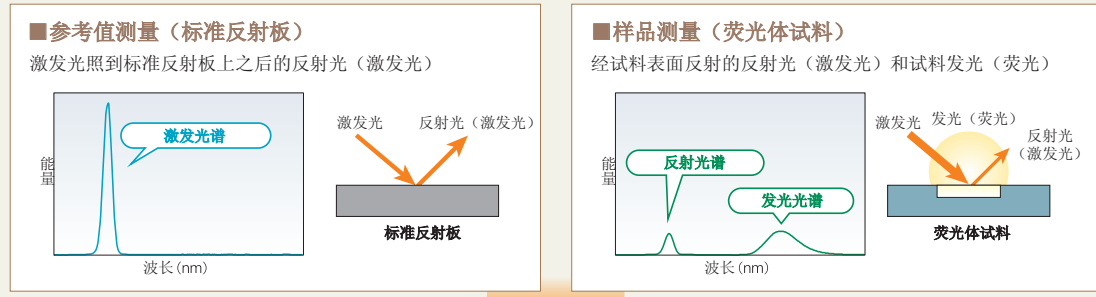 ■参考值测量（标准反射板）
激发光照到标准反射板上之后的反射光（激发光）
激发光谱
能量
波长(nm)
激发光
反射光（激发光）
标准反射板
■样品测量（荧光体试料）
经试料表面反射的反射光（激发光）和试料发光（荧光）
反射光谱
发光光谱
能量
波长(nm)
激发光
发光（荧光）
反射光
（激发光）
荧光体试料